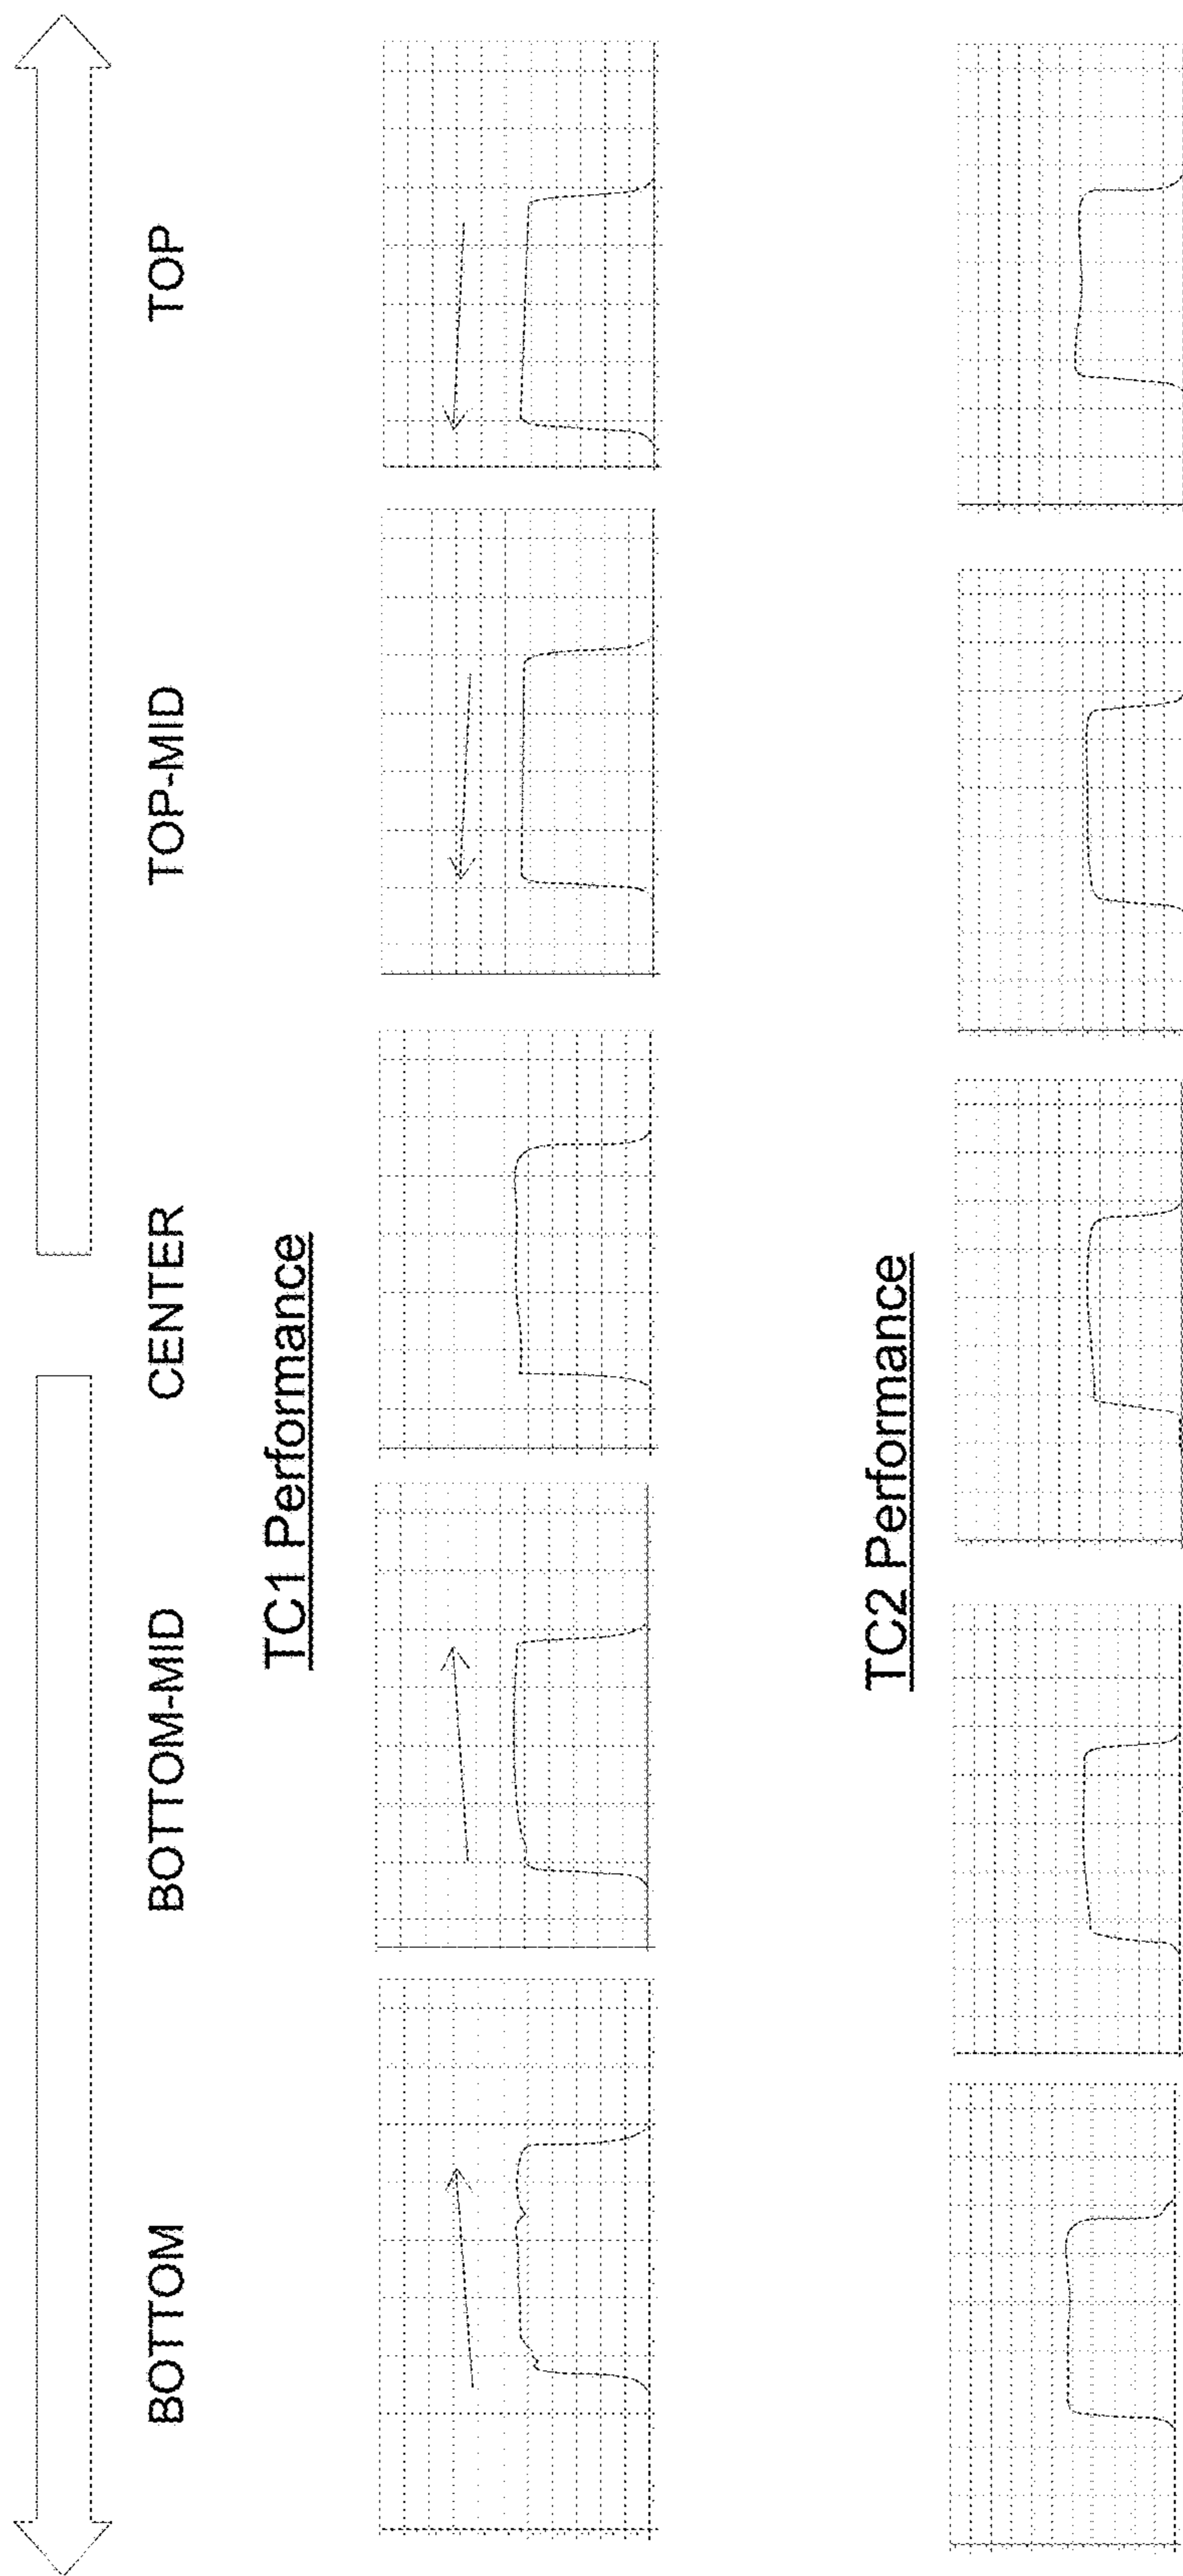 BOTTOM
BOTTOM-MID
CENTER
TOP-MID
TOP
TC1 Performance
TC2 Performance